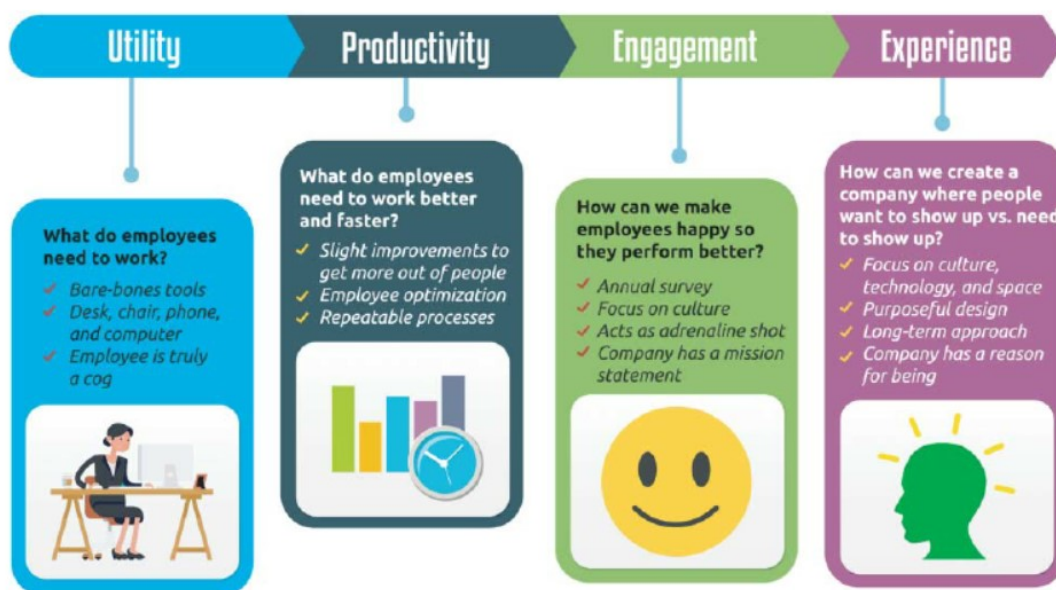 Utility
Productivity
Engagement
Experience
What do employees
need to work?
Bare-bones tools
Desk, chair, phone,
and computer
Employee is truly
a cog
What do employees
need to work better
and faster?
Slight improvements to
get more out of people
Employee optimization
Repeatable processes
How can we make
employees happy so
they perform better?
Annual survey
Focus on culture
Acts as adrenaline shot
Company has a mission
statement
How can we create a
company where people
want to show up vs. need
to show up?
Focus on culture,
technology, and space
Purposeful design
Long-term approach
Company has a reason
for being